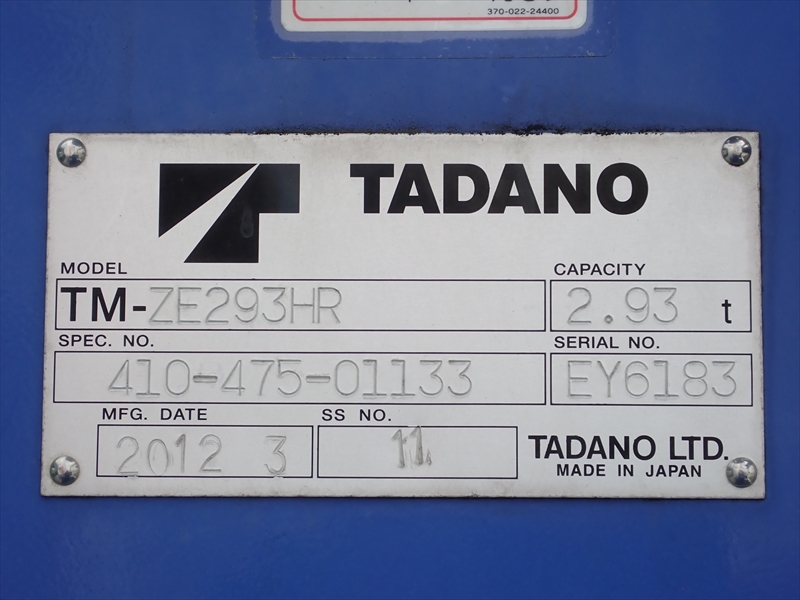 370-022-24400
TADANO
MODEL
TM-ZE293HR
CAPACITY
2.93 t
SPEC. NO.
410-475-01133
SERIAL NO.
EY6183
MFG. DATE
2012 3
SS NO.
11
TADANO LTD.
MADE IN JAPAN